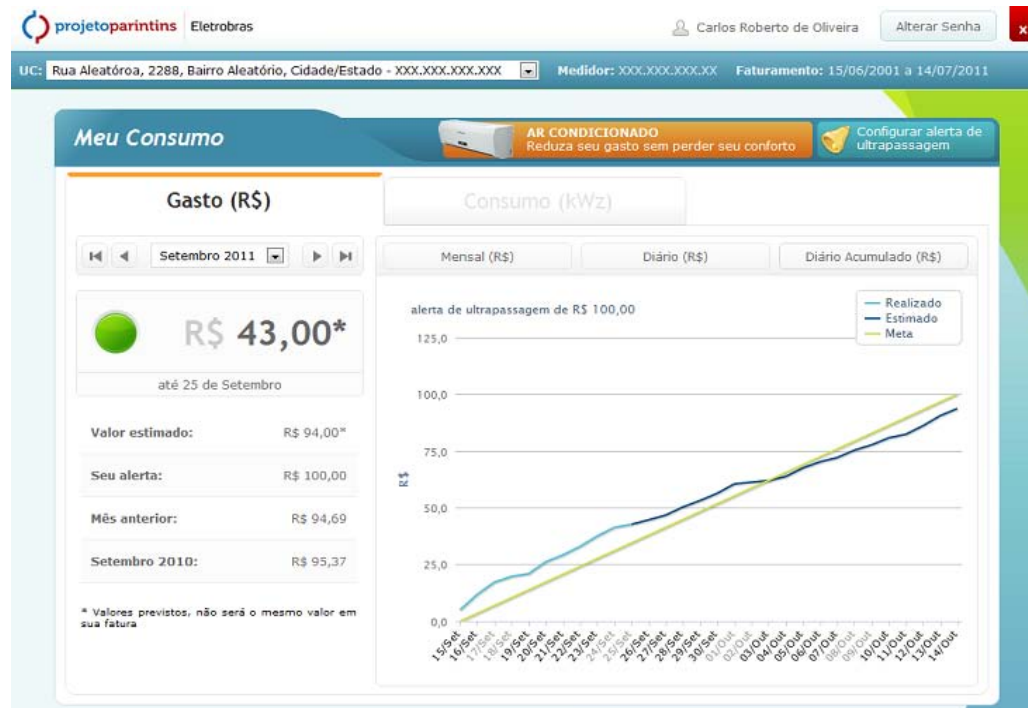 projetoparintins Eletrobras
Carlos Roberto de Oliveira
Alterar Senha
x
UC: Rua Aleatóroa, 2288, Bairro Aleatório, Cidade/Estado - XXX.XXX.XXX.XXX
Medidor: XXX.XXX.XXX.XX
Faturamento: 15/06/2001 a 14/07/2011
Meu Consumo
AR CONDICIONADO
Reduza seu gasto sem perder seu conforto
Configurar alerta de
ultrapassagem
Gasto (R$)
Consumo (kWz)
Setembro 2011
R$ 43,00*
até 25 de Setembro
Valor estimado: R$ 94,00*
Seu alerta: R$ 100,00
Mês anterior: R$ 94,69
Setembro 2010: R$ 95,37
* Valores previstos, não será o mesmo valor em
sua fatura
Mensal (R$)
Diário (R$)
Diário Acumulado (R$)
alerta de ultrapassagem de R$ 100,00
Realizado
Estimado
Meta
125,0
100,0
75,0
50,0
25,0
0,0
R$
15/Set
16/Set
17/Set
18/Set
19/Set
20/Set
21/Set
22/Set
23/Set
24/Set
25/Set
26/Set
27/Set
28/Set
29/Set
30/Set
01/Out
02/Out
03/Out
04/Out
05/Out
06/Out
07/Out
08/Out
09/Out
10/Out
11/Out
12/Out
13/Out
14/Out